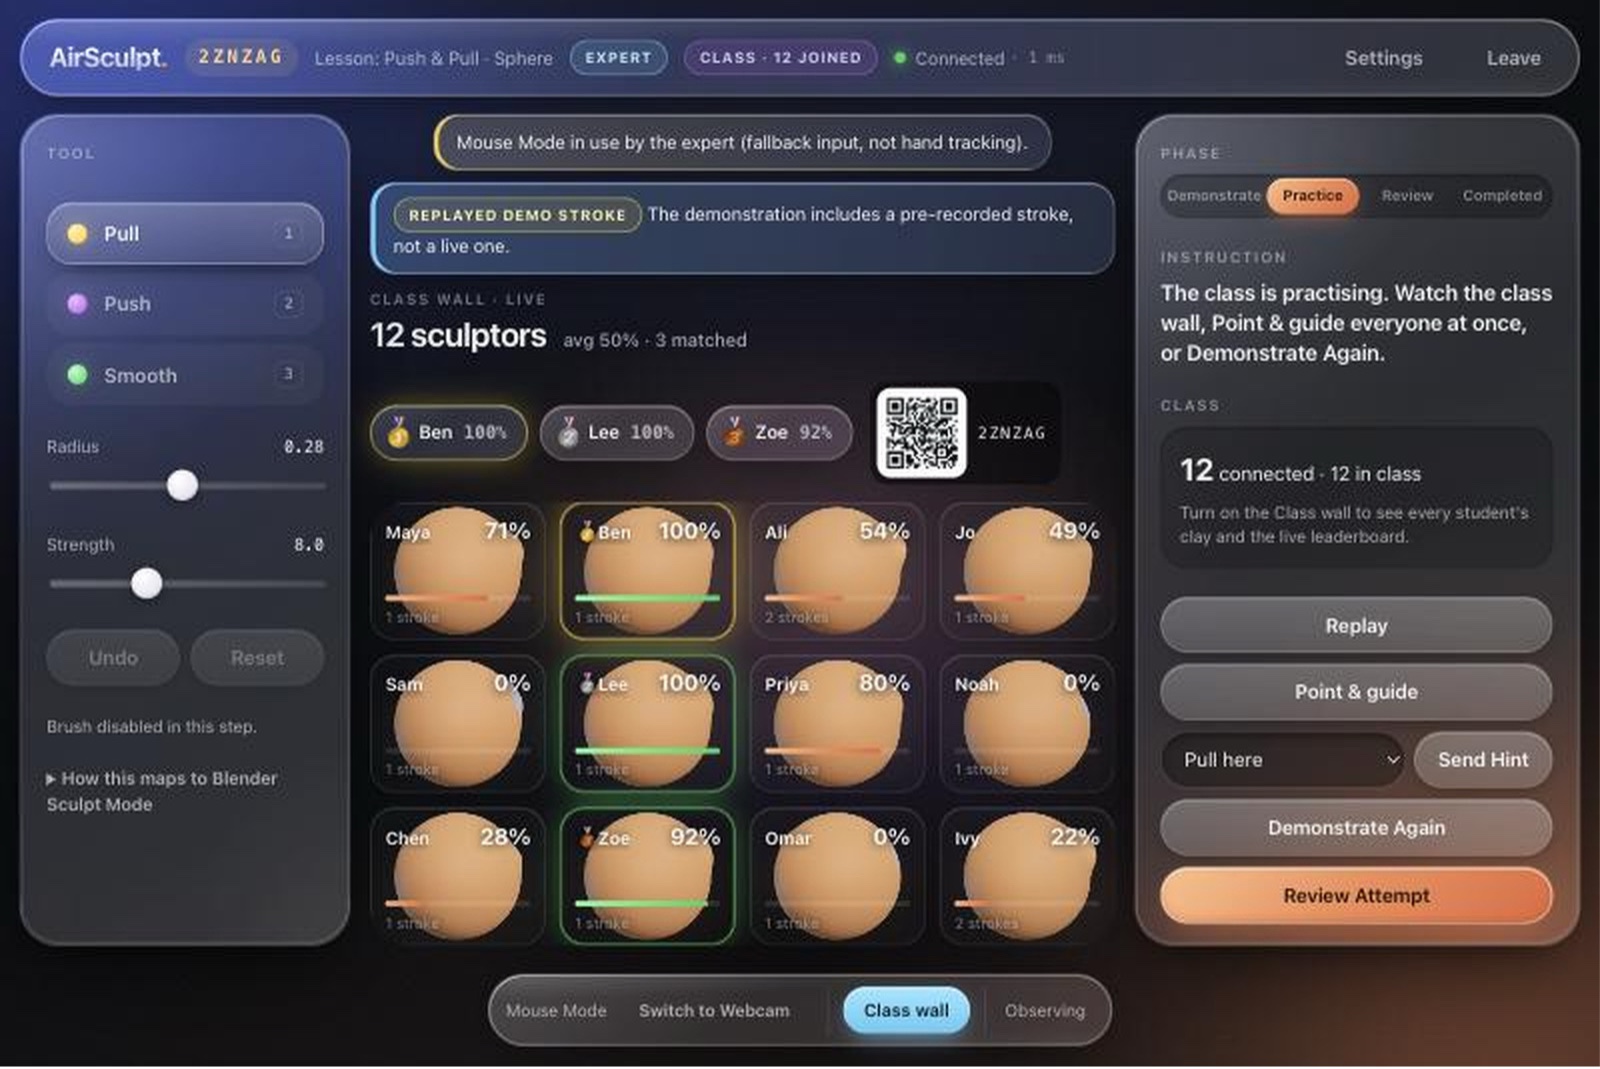 AirSculpt.
2ZNZAG
Lesson: Push & Pull · Sphere
EXPERT
CLASS · 12 JOINED
Connected · 1 ms
Settings
Leave
TOOL
Pull
1
Push
2
Smooth
3
Radius
0.28
Strength
8.0
Undo
Reset
Brush disabled in this step.
How this maps to Blender
Sculpt Mode
Mouse Mode in use by the expert (fallback input, not hand tracking).
REPLAYED DEMO STROKE The demonstration includes a pre-recorded stroke,
not a live one.
CLASS WALL · LIVE
12 sculptors avg 50% · 3 matched
1 Ben 100%
2 Lee 100%
3 Zoe 92%
2ZNZAG
Maya 71%
1 stroke
Ben 100%
1 stroke
Ali 54%
2 strokes
Jo 49%
1 stroke
Sam 0%
1 stroke
Lee 100%
1 stroke
Priya 80%
1 stroke
Noah 0%
1 stroke
Chen 28%
1 stroke
Zoe 92%
1 stroke
Omar 0%
1 stroke
Ivy 22%
2 strokes
PHASE
Demonstrate
Practice
Review
Completed
INSTRUCTION
The class is practising. Watch the class
wall, Point & guide everyone at once,
or Demonstrate Again.
CLASS
12 connected · 12 in class
Turn on the Class wall to see every student's
clay and the live leaderboard.
Replay
Point & guide
Pull here
Send Hint
Demonstrate Again
Review Attempt
Mouse Mode
Switch to Webcam
Class wall
Observing